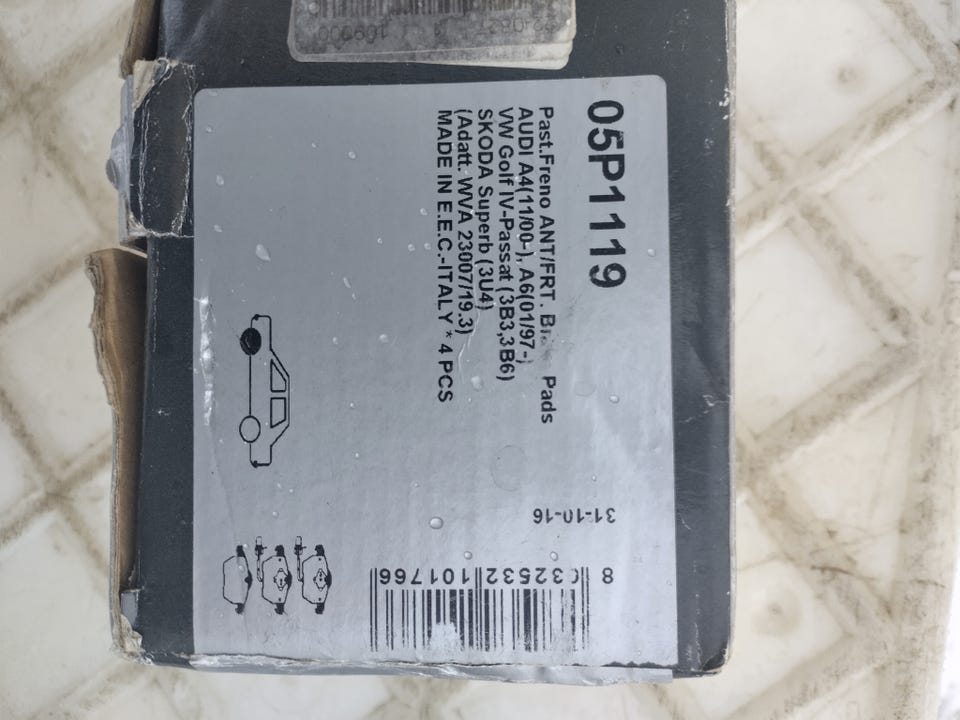 05P1119
Past.Freno ANT/FRT. Pads
AUDI A4(11/00-), A6(01/97-)
VW Golf IV-Passat (3B3,3B6)
SKODA Superb (3U4)
(Adatt. WVA 23007/19.3)
MADE IN E.E.C.-ITALY * 4 PCS
31-10-16
8 032532 101766